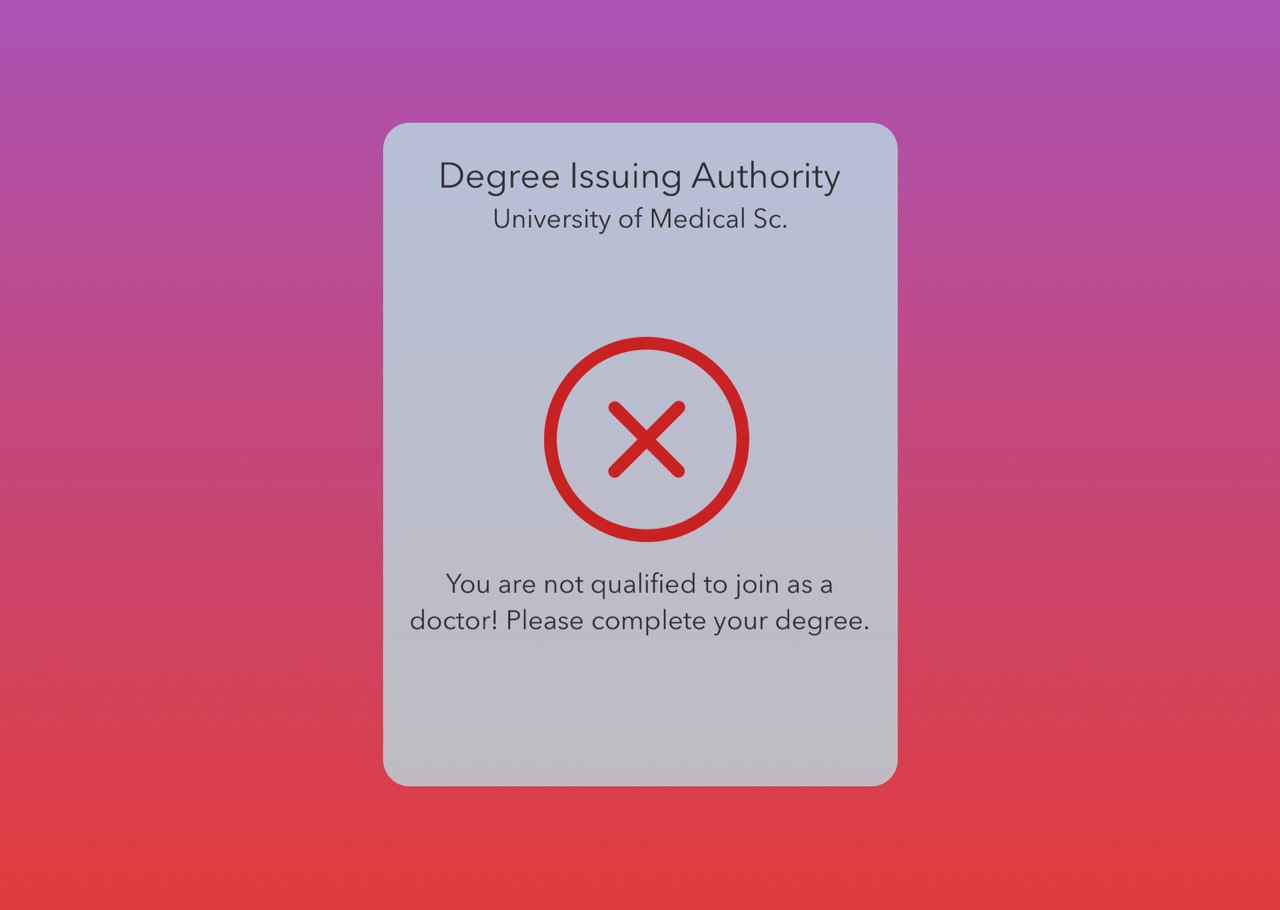 Degree Issuing Authority
University of Medical Sc.
You are not qualified to join as a
doctor! Please complete your degree.